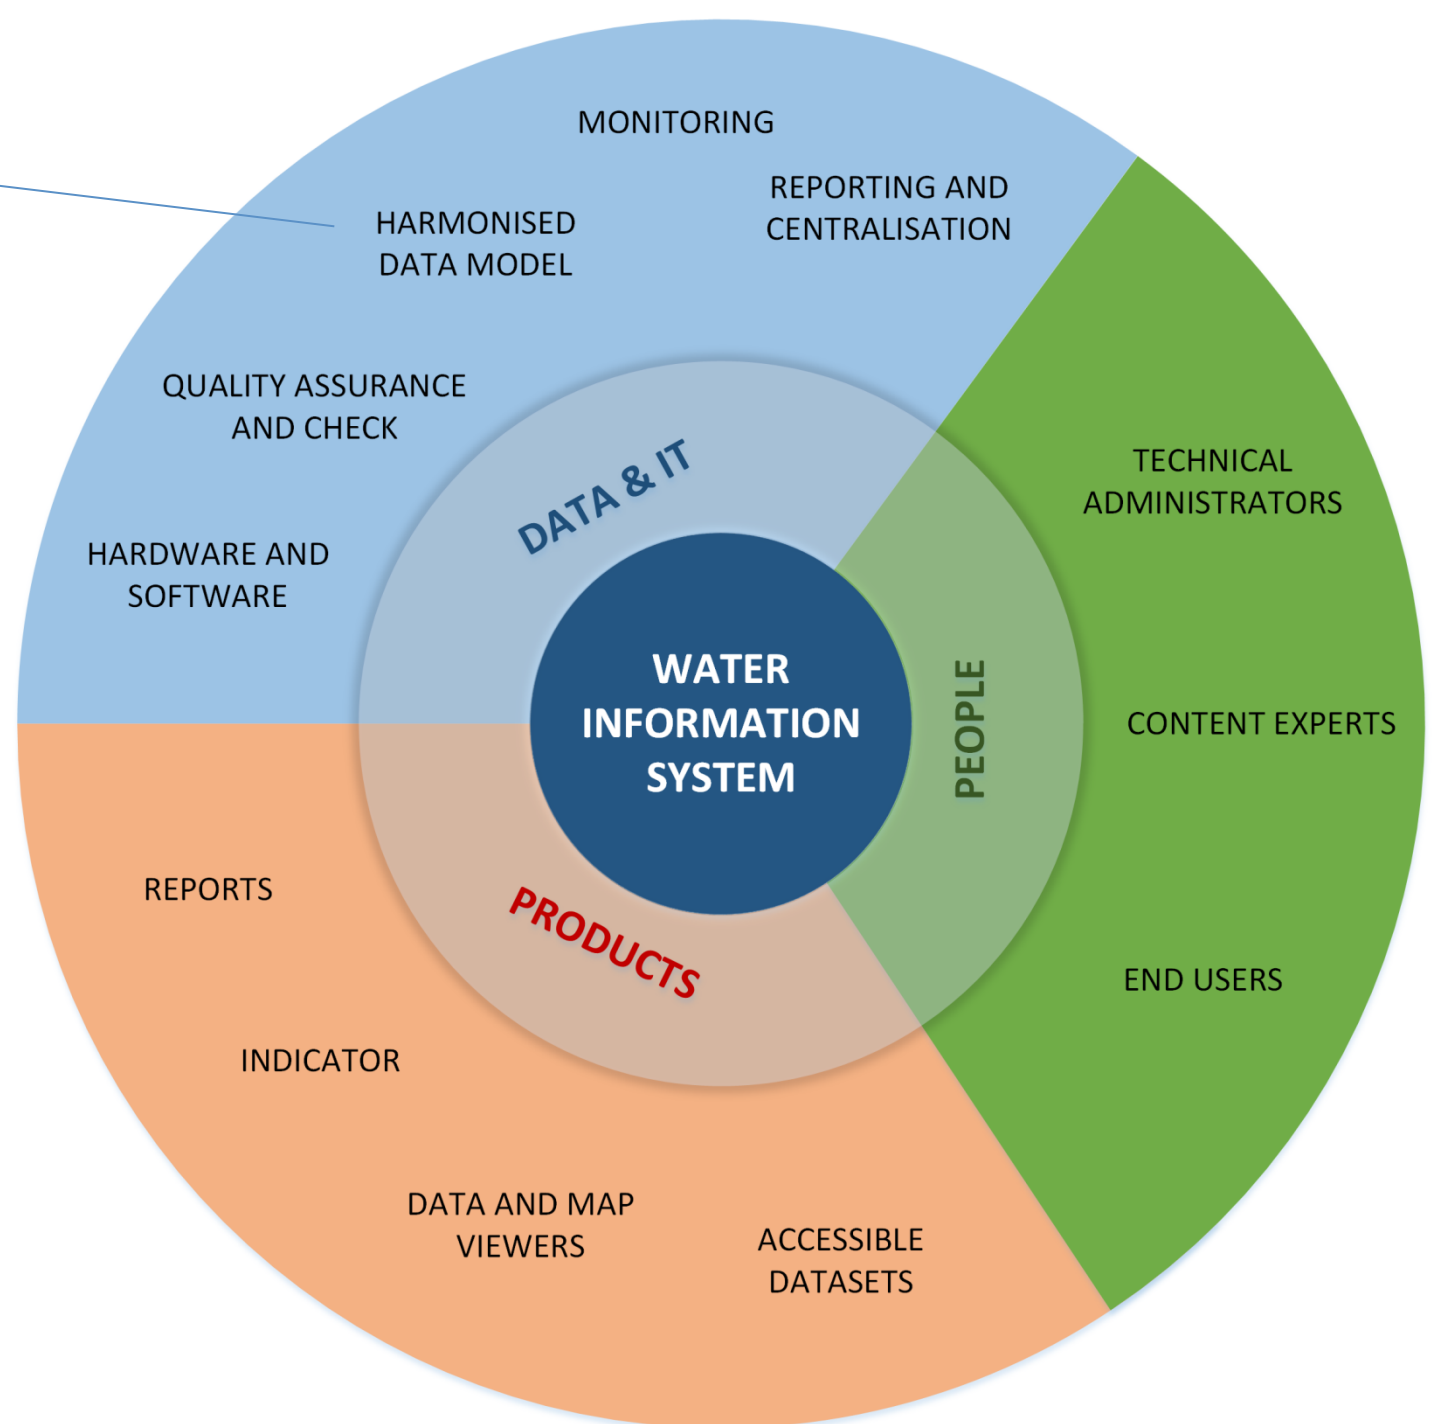 MONITORING
REPORTING AND
CENTRALISATION
HARMONISED
DATA MODEL
QUALITY ASSURANCE
AND CHECK
HARDWARE AND
SOFTWARE
DATA & IT
TECHNICAL
ADMINISTRATORS
CONTENT EXPERTS
END USERS
PEOPLE
WATER
INFORMATION
SYSTEM
PRODUCTS
REPORTS
INDICATOR
DATA AND MAP
VIEWERS
ACCESSIBLE
DATASETS